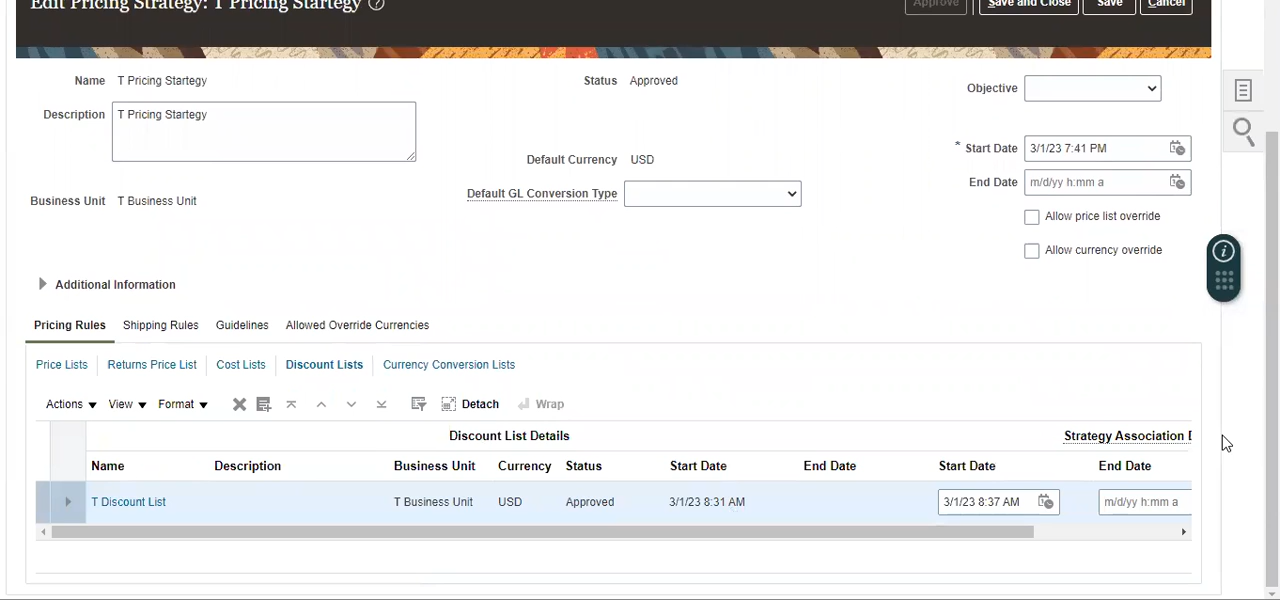 Edit Pricing Strategy: T Pricing Startegy ?
Approve Save and Close Save Cancel
Name T Pricing Startegy
Description T Pricing Startegy
Business Unit T Business Unit
Status Approved
Default Currency USD
Default GL Conversion Type
Objective
* Start Date 3/1/23 7:41 PM
End Date m/d/yy h:mm a
Allow price list override
Allow currency override
Additional Information
Pricing Rules Shipping Rules Guidelines Allowed Override Currencies
Price Lists Returns Price List Cost Lists Discount Lists Currency Conversion Lists
Actions View Format Detach Wrap
Discount List Details Strategy Association D
Name Description Business Unit Currency Status Start Date End Date Start Date End Date
T Discount List T Business Unit USD Approved 3/1/23 8:31 AM 3/1/23 8:37 AM m/d/yy h:mm a